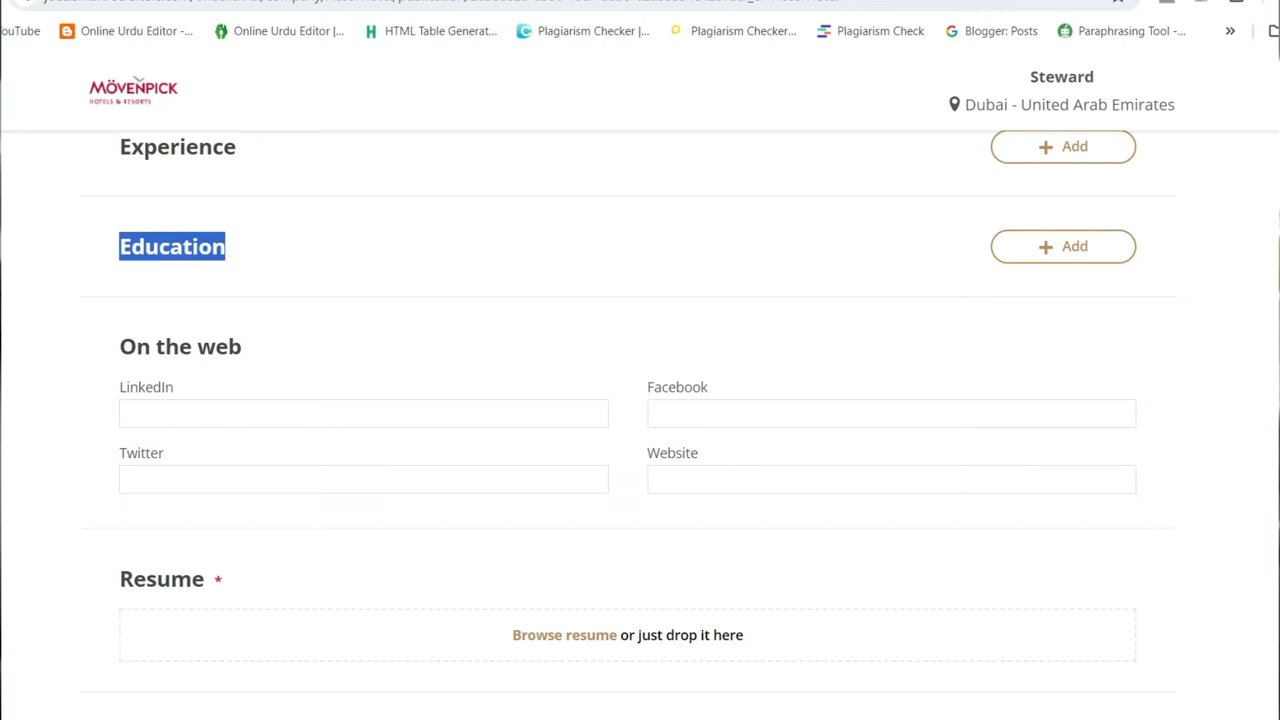 ouTube
Online Urdu Editor -...
Online Urdu Editor |...
HTML Table Generat...
Plagiarism Checker |...
Plagiarism Checker...
Plagiarism Check
Blogger: Posts
Paraphrasing Tool -...
»
MÖVENPICK
HOTELS & RESORTS
Steward
Dubai - United Arab Emirates
Experience
+ Add
Education
+ Add
On the web
LinkedIn
Facebook
Twitter
Website
Resume *
Browse resume or just drop it here